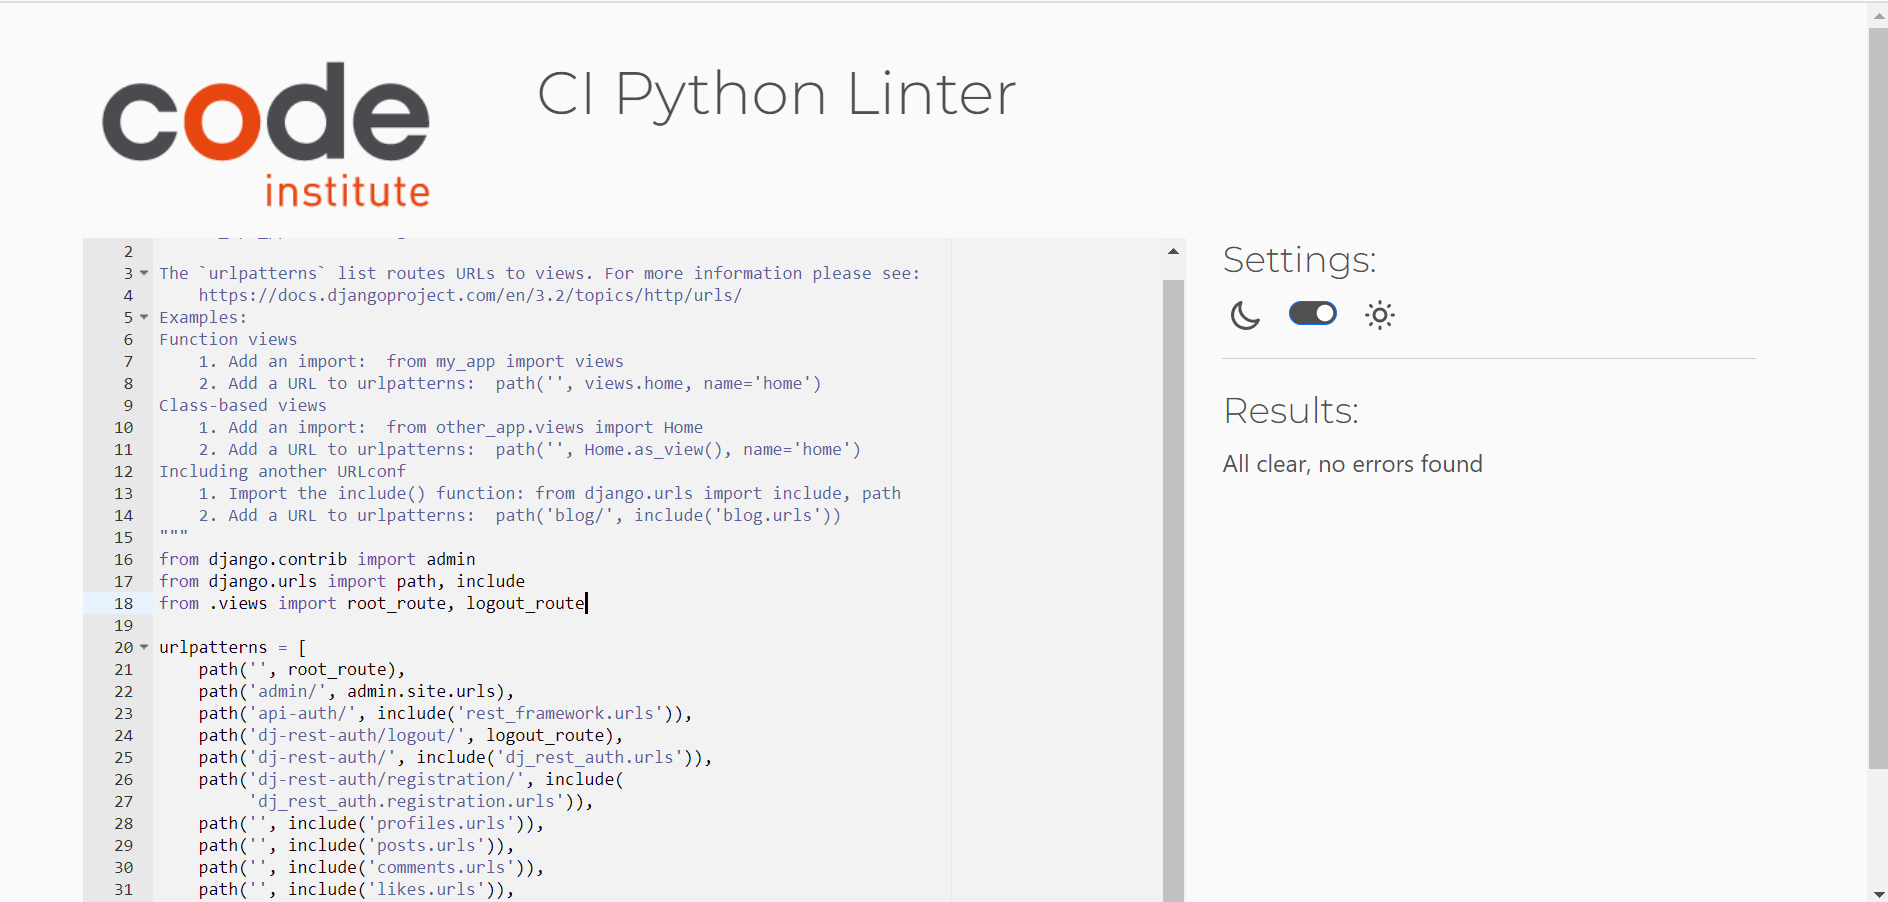 code
institute
CI Python Linter
2
3 The `urlpatterns` list routes URLs to views. For more information please see:
4     https://docs.djangoproject.com/en/3.2/topics/http/urls/
5 Examples:
6 Function views
7     1. Add an import:  from my_app import views
8     2. Add a URL to urlpatterns:  path('', views.home, name='home')
9 Class-based views
10     1. Add an import:  from other_app.views import Home
11     2. Add a URL to urlpatterns:  path('', Home.as_view(), name='home')
12 Including another URLconf
13     1. Import the include() function: from django.urls import include, path
14     2. Add a URL to urlpatterns:  path('blog/', include('blog.urls'))
15 """
16 from django.contrib import admin
17 from django.urls import path, include
18 from .views import root_route, logout_route
19
20 urlpatterns = [
21     path('', root_route),
22     path('admin/', admin.site.urls),
23     path('api-auth/', include('rest_framework.urls')),
24     path('dj-rest-auth/logout/', logout_route),
25     path('dj-rest-auth/', include('dj_rest_auth.urls')),
26     path('dj-rest-auth/registration/', include(
27          'dj_rest_auth.registration.urls')),
28     path('', include('profiles.urls')),
29     path('', include('posts.urls')),
30     path('', include('comments.urls')),
31     path('', include('likes.urls')),
Settings:
Results:
All clear, no errors found